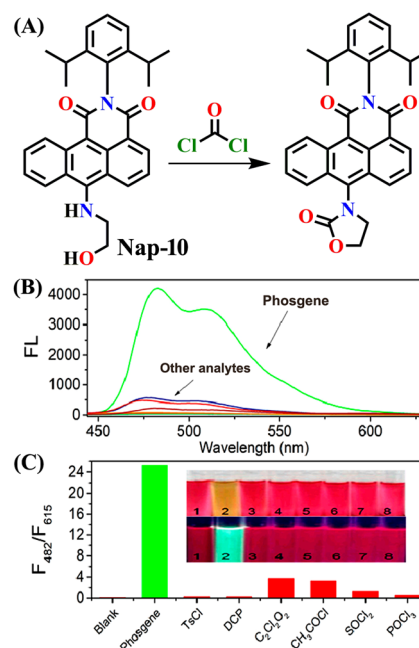 (A)
O
N
O
O
Cl
Cl
H
N
HO
Nap-10
O
N
O
N
O
O
(B)
4000
3000
2000
1000
0
FL
Phosgene
Other analytes
450
500
550
600
Wavelength (nm)
(C)
24
20
16
12
8
4
0
F482/F615
1 2 3 4 5 6 7 8
1 2 3 4 5 6 7 8
Blank
Phosgene
TsCl
DCP
C2Cl2O2
CH3COCl
SOCl2
POCl3